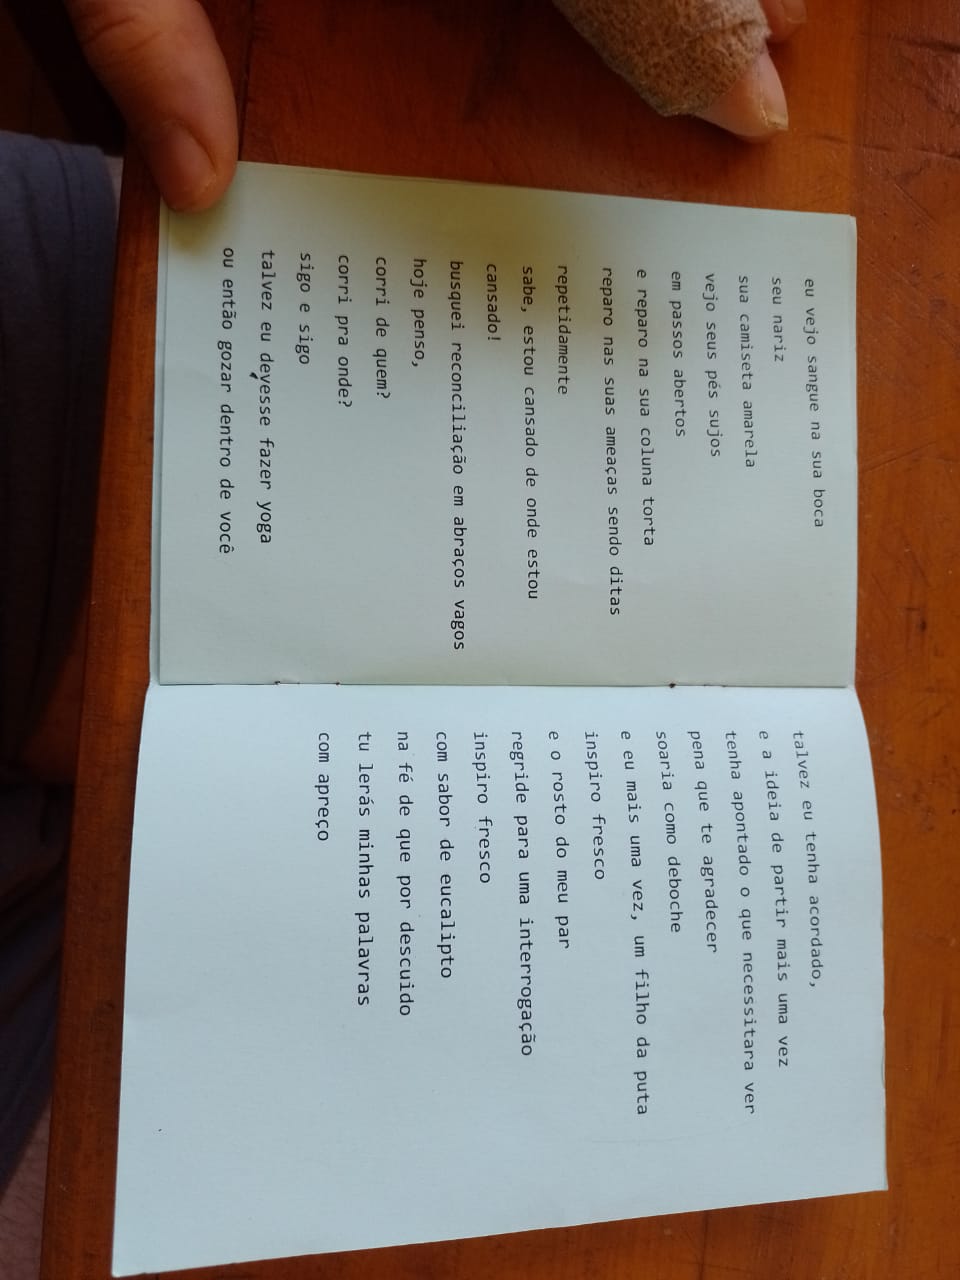 eu vejo sangue na sua boca
seu nariz
sua camiseta amarela
vejo seus pés sujos
em passos abertos
e reparo na sua coluna torta
reparo nas suas ameaças sendo ditas
repetidamente
sabe, estou cansado de onde estou
cansado!
busquei reconciliação em abraços vagos
hoje penso,
corri de quem?
corri pra onde?
sigo e sigo
talvez eu devesse fazer yoga
ou então gozar dentro de você
talvez eu tenha acordado,
e a ideia de partir mais uma vez
tenha apontado o que necessitara ver
pena que te agradecer
soaria como deboche
e eu mais uma vez, um filho da puta
inspiro fresco
e o rosto do meu par
regride para uma interrogação
inspiro fresco
com sabor de eucalipto
na fé de que por descuido
tu lerás minhas palavras
com apreço